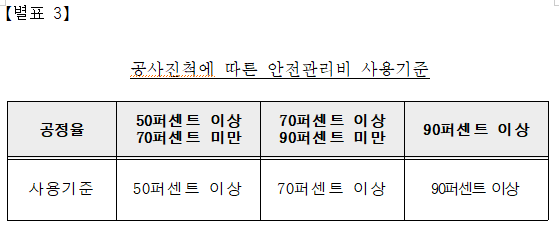 【별표 3】
공사진척에 따른 안전관리비 사용기준
공정율
50퍼센트 이상
70퍼센트 미만
70퍼센트 이상
90퍼센트 미만
90퍼센트 이상
사용기준
50퍼센트 이상
70퍼센트 이상
90퍼센트 이상